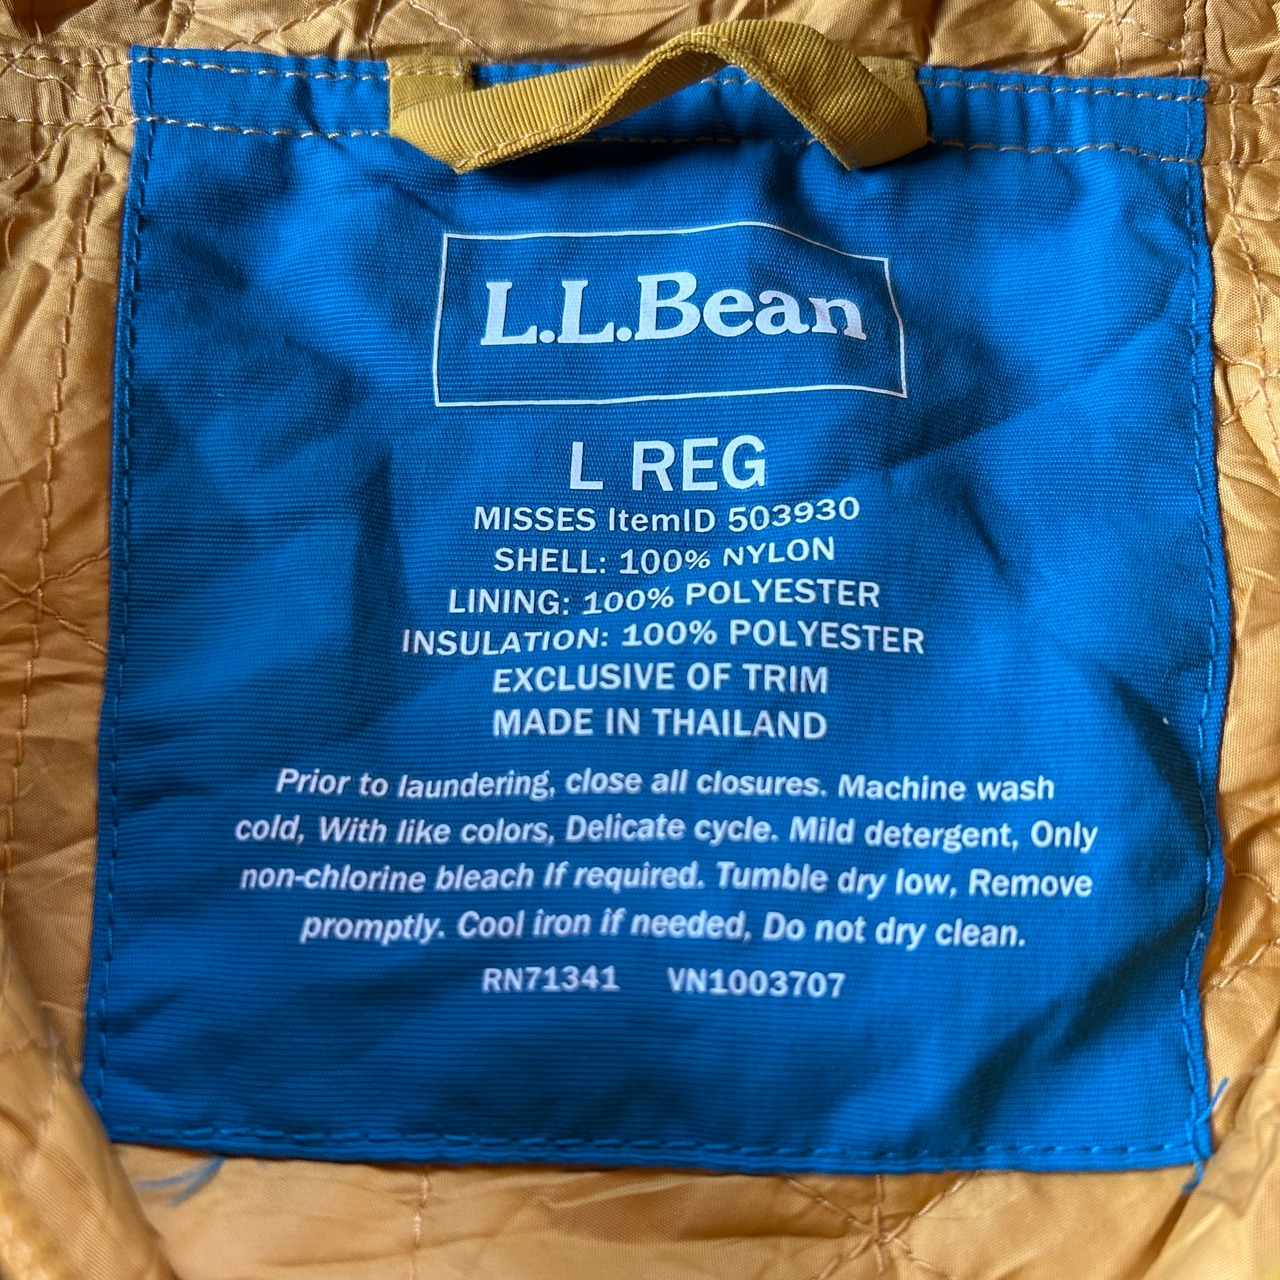 L.L.Bean
L REG
MISSES ItemID 503930
SHELL: 100% NYLON
LINING: 100% POLYESTER
INSULATION: 100% POLYESTER
EXCLUSIVE OF TRIM
MADE IN THAILAND
Prior to laundering, close all closures. Machine wash
cold, With like colors, Delicate cycle. Mild detergent, Only
non-chlorine bleach If required. Tumble dry low, Remove
promptly. Cool iron if needed, Do not dry clean.
RN71341 VN1003707